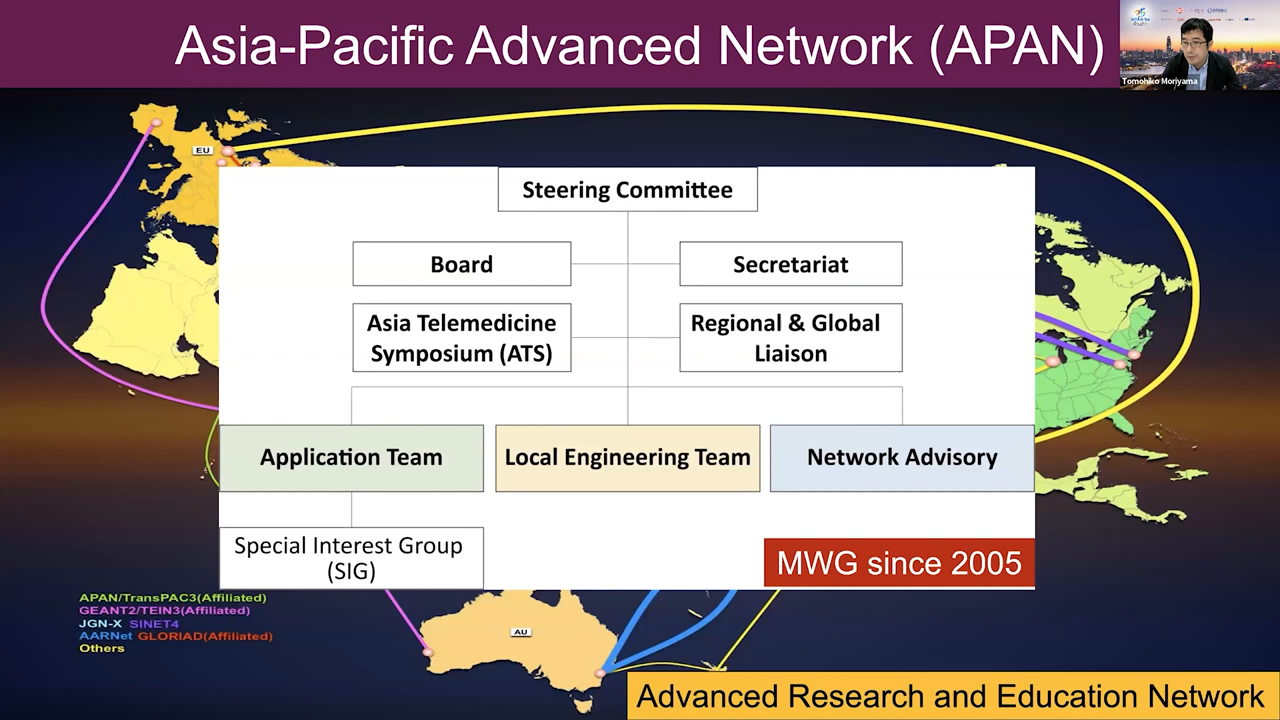 Asia-Pacific Advanced Network (APAN)
Tomohiko Moriyama
EU
Steering Committee
Board
Secretariat
Asia Telemedicine
Symposium (ATS)
Regional & Global
Liaison
Application Team
Local Engineering Team
Network Advisory
Special Interest Group
(SIG)
MWG since 2005
APAN/TransPAC3(Affiliated)
GEANT2/TEIN3(Affiliated)
JGN-X SINET4
AARNet GLORIAD(Affiliated)
Others
AU
Advanced Research and Education Network